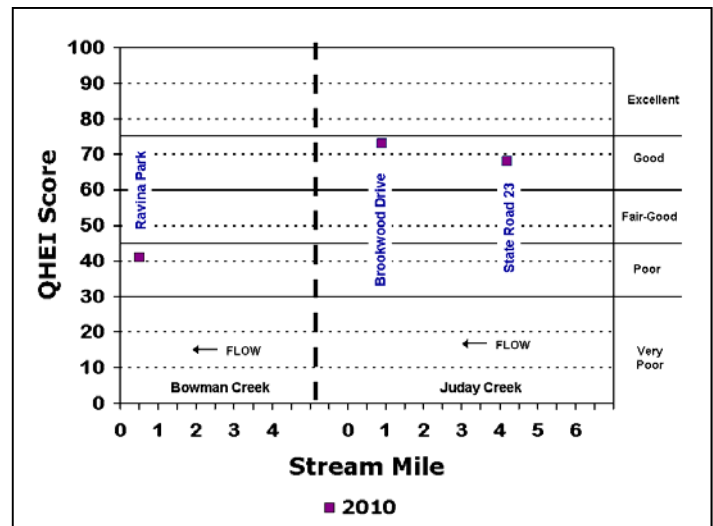 100
90
80
70
60
50
40
30
20
10
0
QHEI Score
Excellent
Good
Fair-Good
Poor
Very
Poor
Ravina Park
Brookwood Drive
State Road 23
← FLOW
← FLOW
Bowman Creek
Juday Creek
0 1 2 3 4 0 1 2 3 4 5 6
Stream Mile
2010